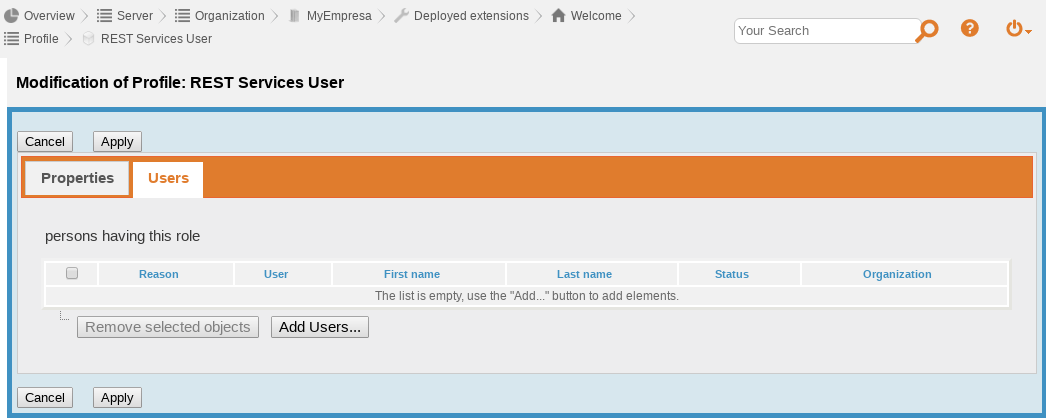 Overview Server Organization MyEmpresa Deployed extensions Welcome
Profile REST Services User
Your Search
Modification of Profile: REST Services User
Cancel Apply
Properties Users
persons having this role
Reason User First name Last name Status Organization
The list is empty, use the "Add..." button to add elements.
Remove selected objects Add Users...
Cancel Apply